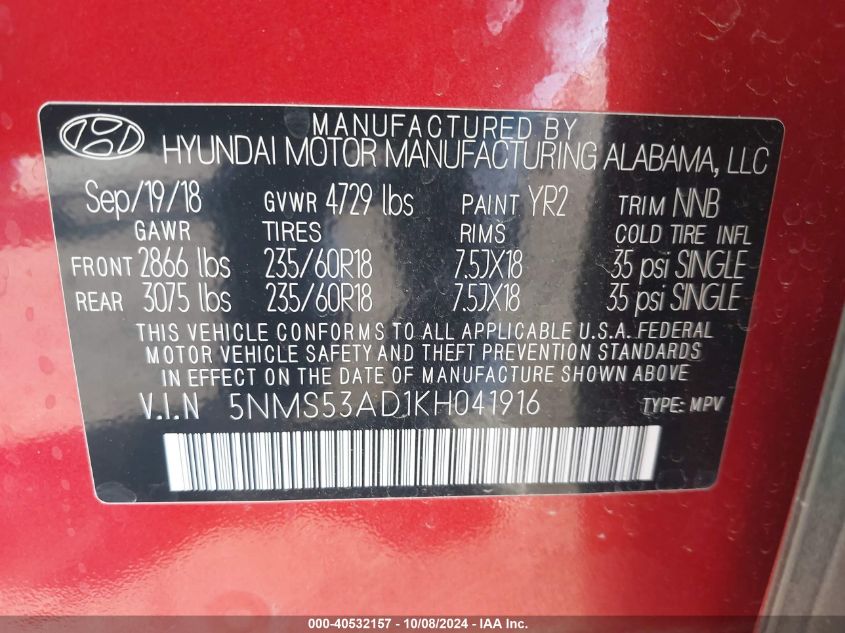 MANUFACTURED BY
HYUNDAI MOTOR MANUFACTURING ALABAMA, LLC
Sep/19/18 GVWR 4729 lbs PAINT YR2 TRIM NNB
GAWR TIRES RIMS COLD TIRE INFL
FRONT 2866 lbs 235/60R18 7.5JX18 35 psi SINGLE
REAR 3075 lbs 235/60R18 7.5JX18 35 psi SINGLE
THIS VEHICLE CONFORMS TO ALL APPLICABLE U.S.A. FEDERAL
MOTOR VEHICLE SAFETY AND THEFT PREVENTION STANDARDS
IN EFFECT ON THE DATE OF MANUFACTURE SHOWN ABOVE
V.I.N 5NMS53AD1KH041916 TYPE: MPV
000-40532157 - 10/08/2024 - IAA Inc.